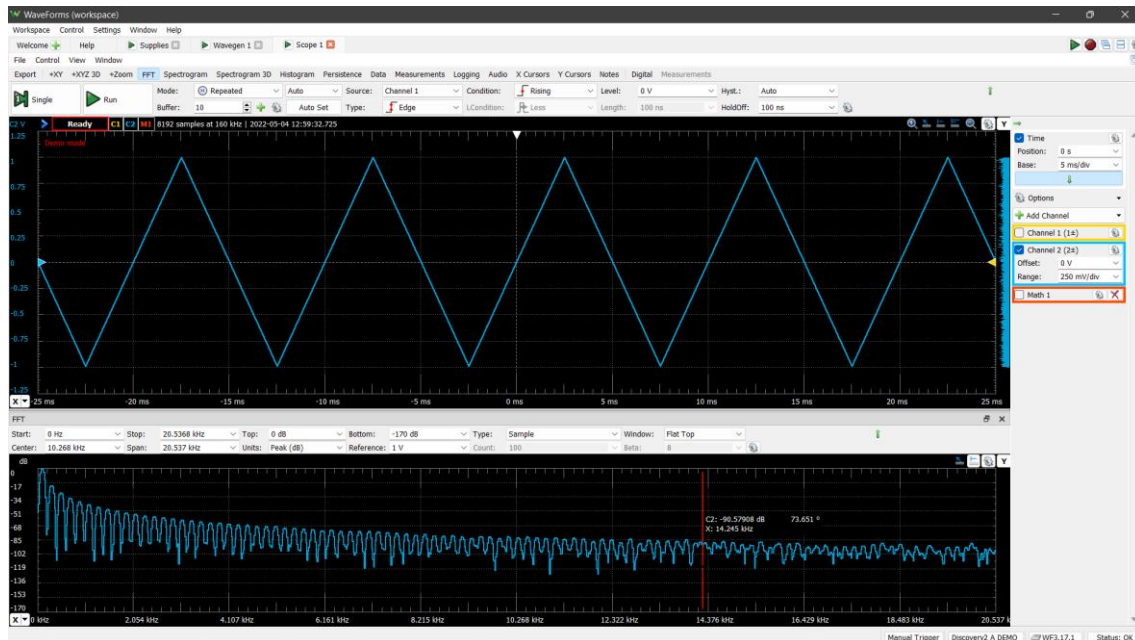 WaveForms (workspace)
Workspace Control Settings Window Help
Welcome Help Supplies Wavegen 1 Scope 1
File Control View Window
Export +XY +XYZ 3D +Zoom FFT Spectrogram Spectrogram 3D Histogram Persistence Data Measurements Logging Audio X Cursors Y Cursors Notes Digital Measurements
Single Run Mode: Repeated Auto Source: Channel 1 Condition: Rising Level: 0 V Hyst.: Auto
Buffer: 10 Auto Set Type: Edge LCondition: Less Length: 100 ns HoldOff: 100 ns
C2 V Ready C1 C2 M1 8192 samples at 160 kHz | 2022-05-04 12:59:32.725 Y
Demo mode
1.25
1
0.75
0.5
0.25
0
-0.25
-0.5
-0.75
-1
-1.25
X -25 ms -20 ms -15 ms -10 ms -5 ms 0 ms 5 ms 10 ms 15 ms 20 ms 25 ms
Time
Position: 0 s
Base: 5 ms/div
Options
Add Channel
Channel 1 (1±)
Channel 2 (2±)
Offset: 0 V
Range: 250 mV/div
Math 1
FFT
Start: 0 Hz Stop: 20.5368 kHz Top: 0 dB Bottom: -170 dB Type: Sample Window: Flat Top
Center: 10.268 kHz Span: 20.537 kHz Units: Peak (dB) Reference: 1 V Count: 100 Beta: 8
dB Y
0
-17
-34
-51
-68
-85
-102
-119
-136
-153
-170
C2: -90.57908 dB 73.651 °
X: 14.245 kHz
X 0 kHz 2.054 kHz 4.107 kHz 6.161 kHz 8.215 kHz 10.268 kHz 12.322 kHz 14.376 kHz 16.429 kHz 18.483 kHz 20.537 k
Manual Trigger Discovery2 A DEMO WF3.17.1 Status: OK